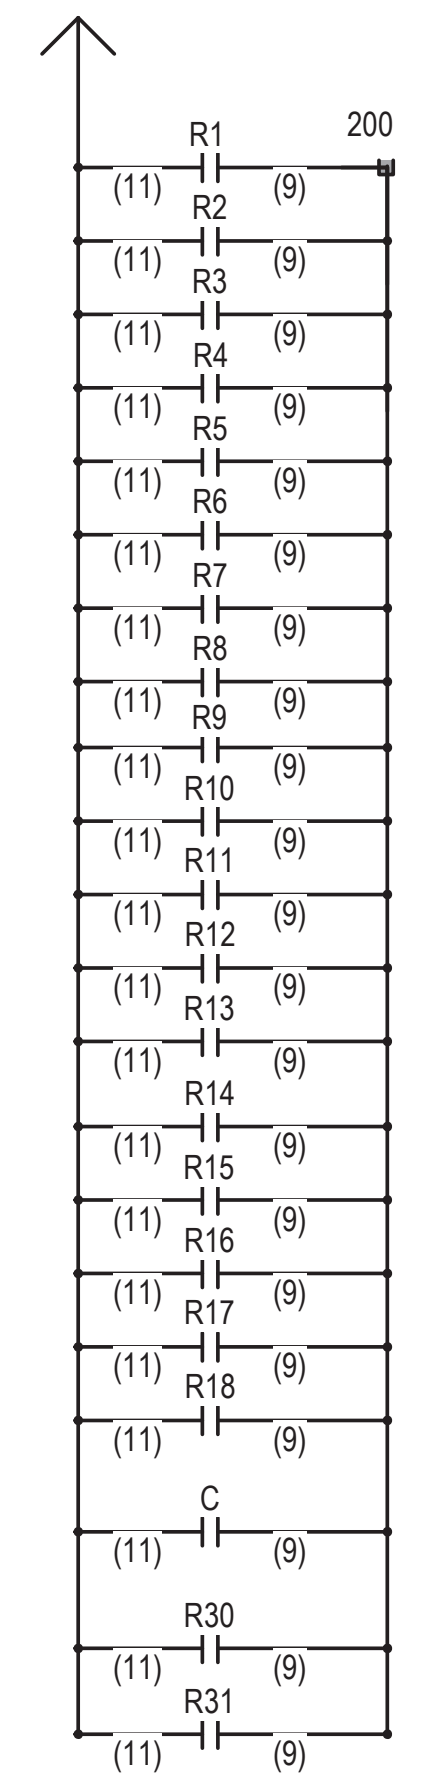 200
R1
(11) (9)
R2
(11) (9)
R3
(11) (9)
R4
(11) (9)
R5
(11) (9)
R6
(11) (9)
R7
(11) (9)
R8
(11) (9)
R9
(11) (9)
R10
(11) (9)
R11
(11) (9)
R12
(11) (9)
R13
(11) (9)
R14
(11) (9)
R15
(11) (9)
R16
(11) (9)
R17
(11) (9)
R18
(11) (9)
C
(11) (9)
R30
(11) (9)
R31
(11) (9)